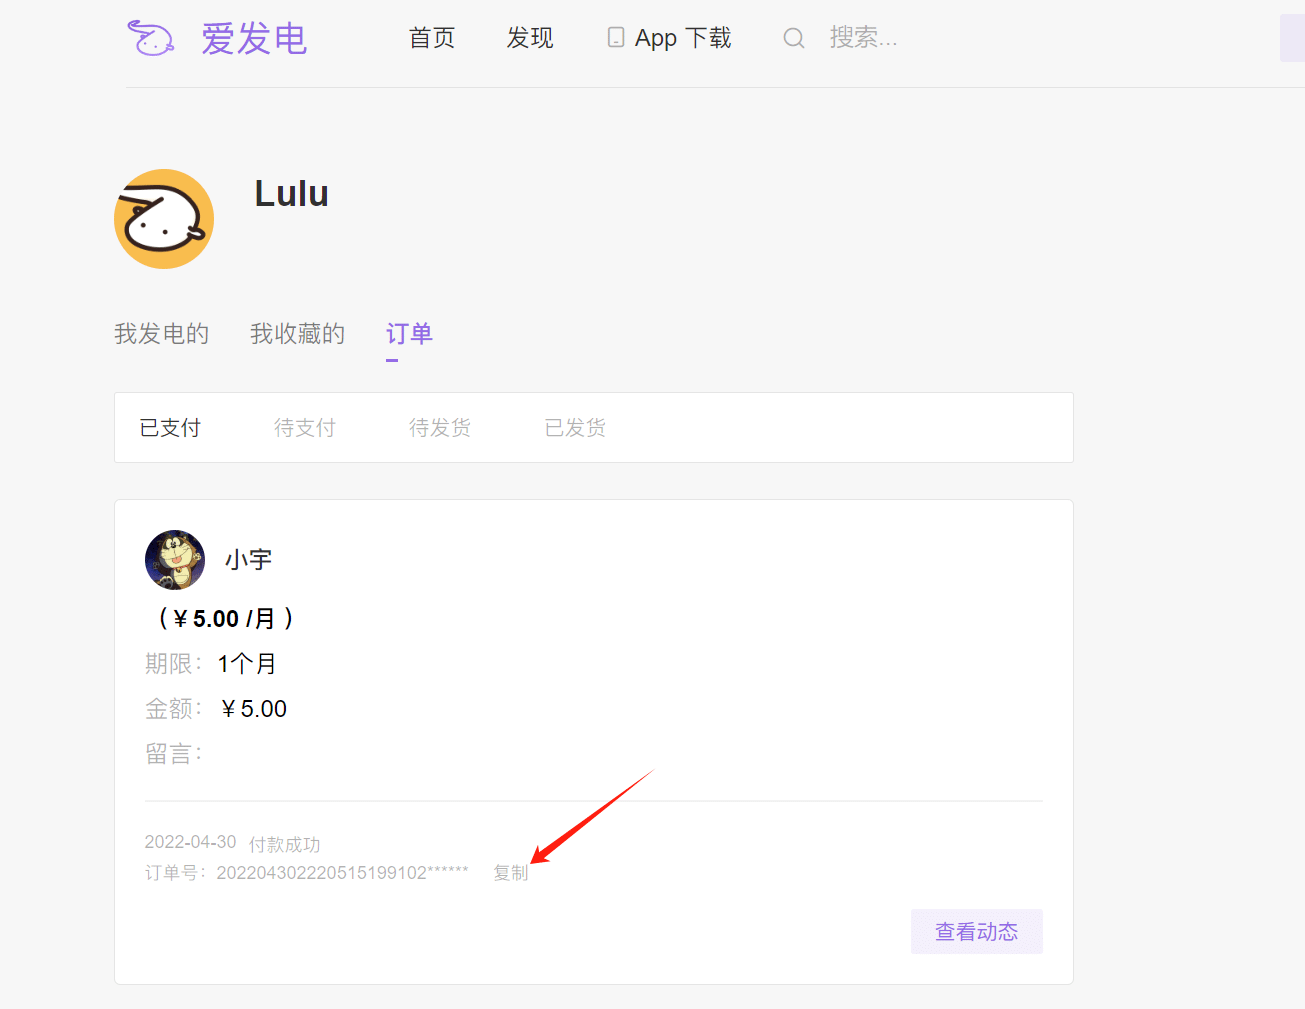 爱发电 首页 发现 App 下载 搜索...
Lulu
我发电的 我收藏的 订单
已支付 待支付 待发货 已发货
小宇
（￥5.00 /月 ）
期限： 1个月
金额： ￥5.00
留言：
2022-04-30 付款成功
订单号： 202204302220515199102****** 复制
查看动态